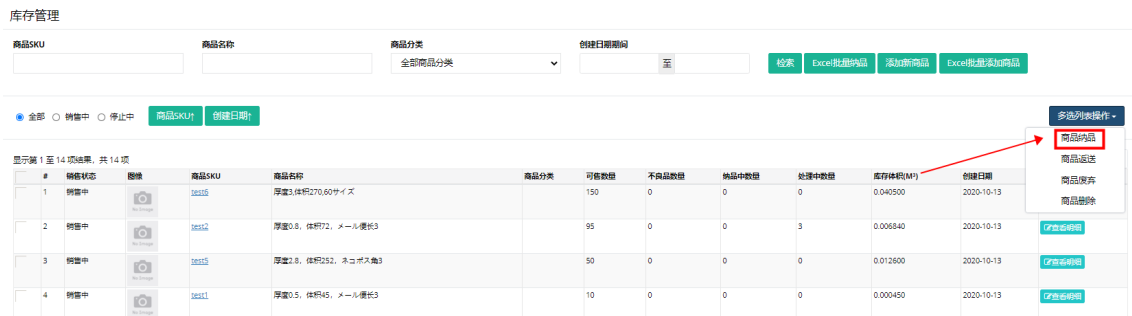 库存管理
商品SKU 商品名称 商品分类 创建日期期间
全部商品分类 至 检索 Excel批量纳品 添加新商品 Excel批量添加商品
全部 销售中 停止中 商品SKU↑ 创建日期↑ 多选列表操作
商品纳品
商品返送
商品废弃
商品删除
显示第 1 至 14 项结果，共 14 项
# 销售状态 图像 商品SKU 商品名称 商品分类 可售数量 不良品数量 纳品中数量 处理中数量 库存体积(M³) 创建日期
1 销售中 No Image test6 厚度3,体积270,60サイズ 150 0 0 0 0.040500 2020-10-13
2 销售中 No Image test2 厚度0.8，体积72，メール便长3 95 0 0 3 0.006840 2020-10-13 查看明细
3 销售中 No Image test5 厚度2.8，体积252，ネコポス角3 50 0 0 0 0.012600 2020-10-13 查看明细
4 销售中 No Image test1 厚度0.5，体积45，メール便长3 10 0 0 0 0.000450 2020-10-13 查看明细